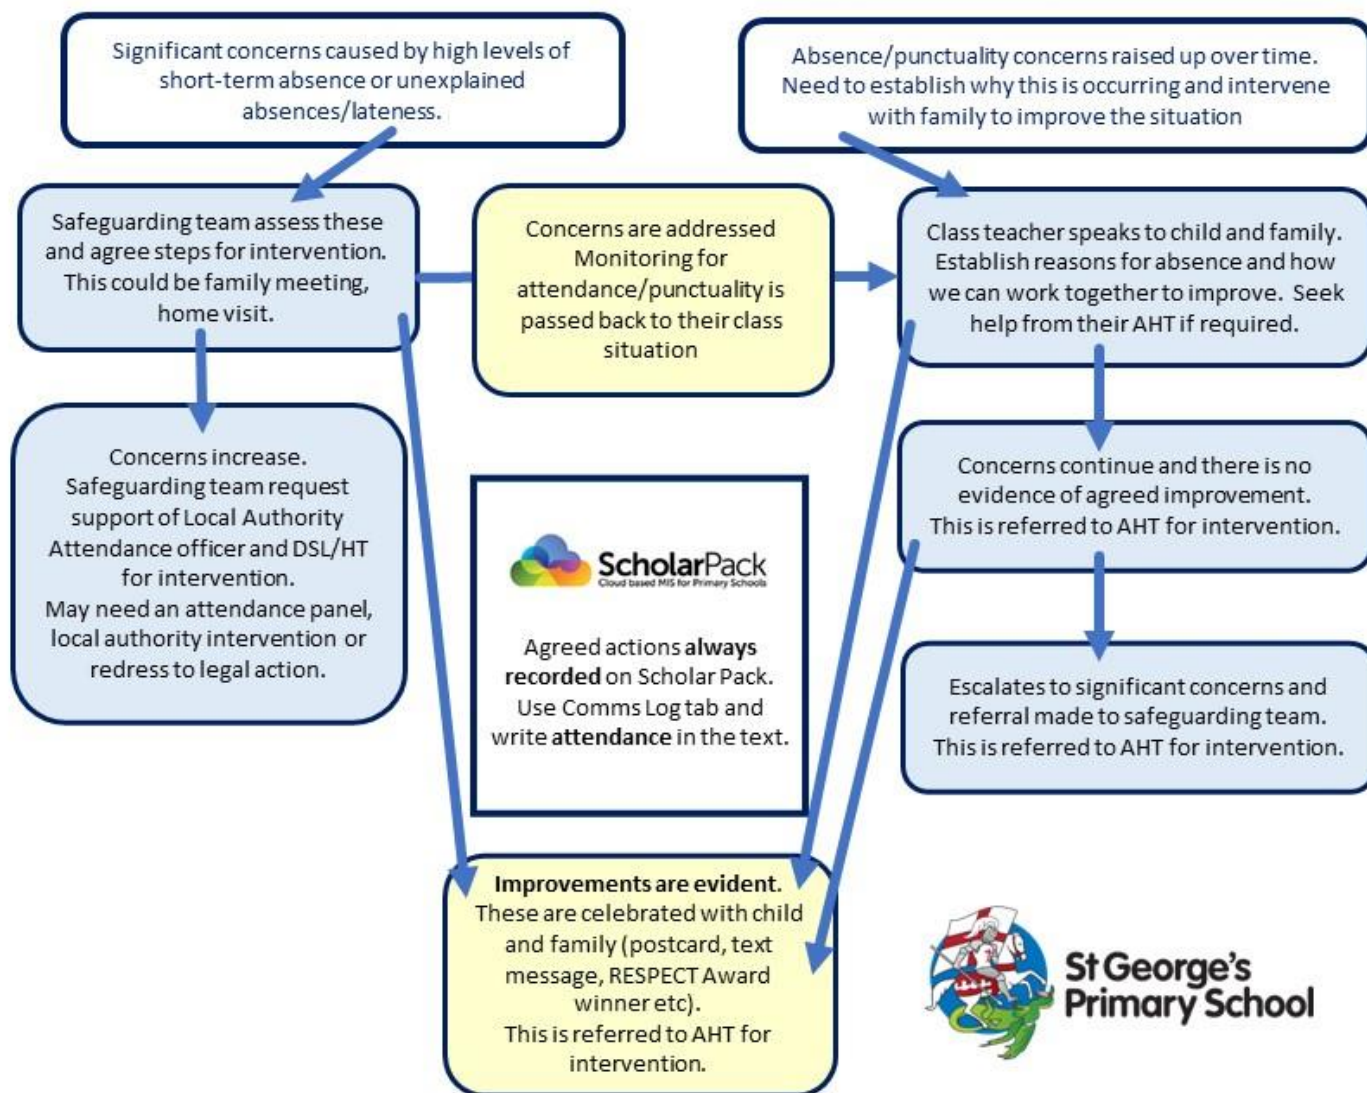 Significant concerns caused by high levels of
short-term absence or unexplained
absences/lateness.
Absence/punctuality concerns raised up over time.
Need to establish why this is occurring and intervene
with family to improve the situation
Safeguarding team assess these
and agree steps for intervention.
This could be family meeting,
home visit.
Concerns are addressed
Monitoring for
attendance/punctuality is
passed back to their class
situation
Class teacher speaks to child and family.
Establish reasons for absence and how
we can work together to improve. Seek
help from their AHT if required.
Concerns increase.
Safeguarding team request
support of Local Authority
Attendance officer and DSL/HT
for intervention.
May need an attendance panel,
local authority intervention or
redress to legal action.
ScholarPack
Cloud based MIS for Primary Schools
Agreed actions always
recorded on Scholar Pack.
Use Comms Log tab and
write attendance in the text.
Concerns continue and there is no
evidence of agreed improvement.
This is referred to AHT for intervention.
Escalates to significant concerns and
referral made to safeguarding team.
This is referred to AHT for intervention.
Improvements are evident.
These are celebrated with child
and family (postcard, text
message, RESPECT Award
winner etc).
This is referred to AHT for
intervention.
St George's
Primary School